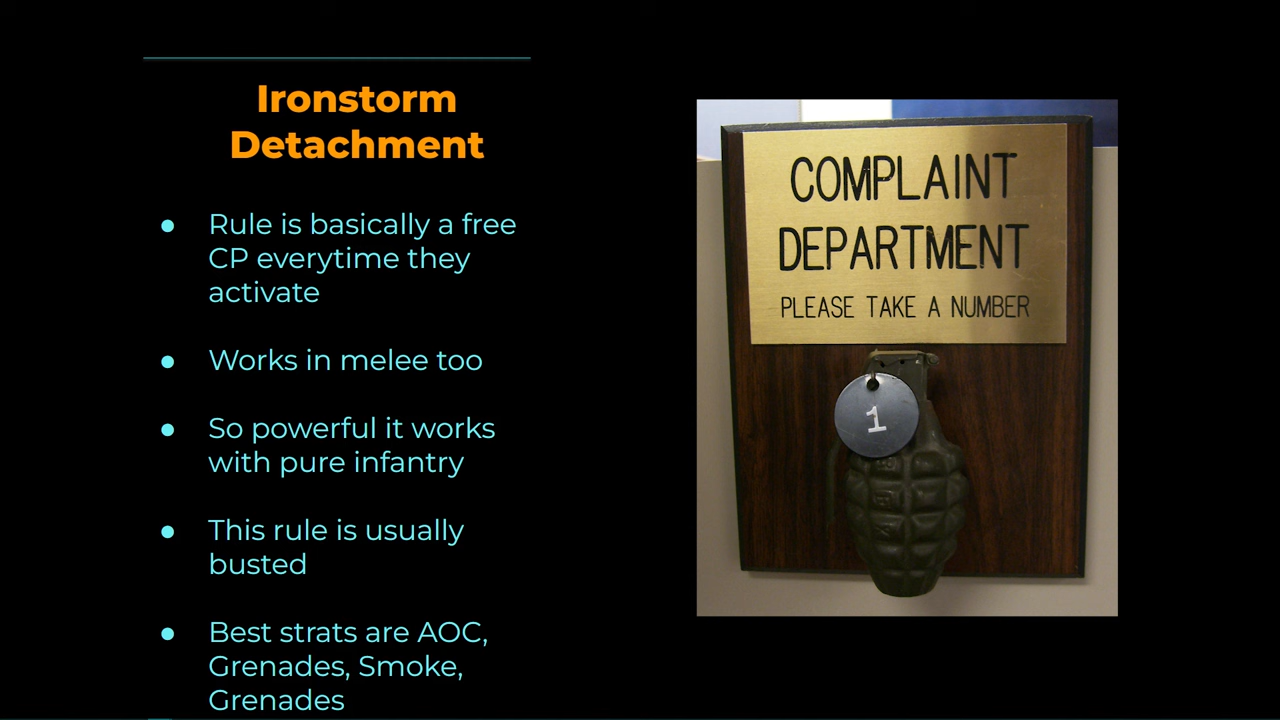 Ironstorm
Detachment
● Rule is basically a free
CP everytime they
activate
● Works in melee too
● So powerful it works
with pure infantry
● This rule is usually
busted
● Best strats are AOC,
Grenades, Smoke,
Grenades
COMPLAINT
DEPARTMENT
PLEASE TAKE A NUMBER
1